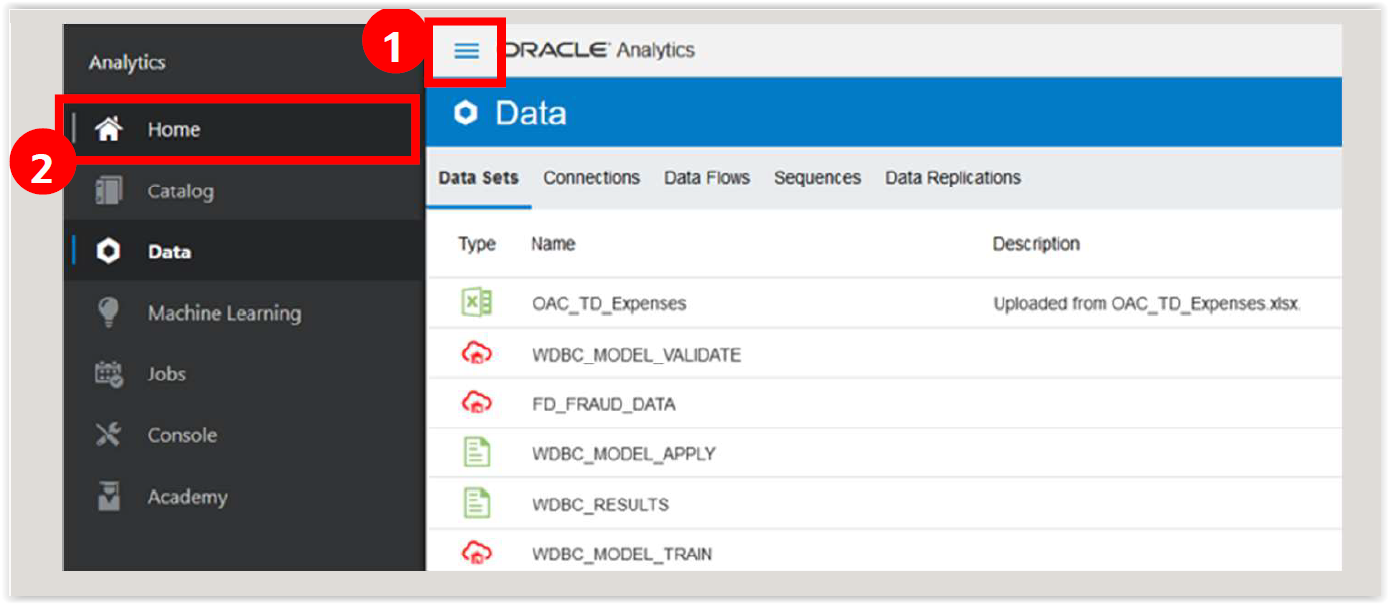 1
ORACLE Analytics
Analytics
Data
2
Home
Catalog
Data
Machine Learning
Jobs
Console
Academy
Data Sets Connections Data Flows Sequences Data Replications
Type Name Description
OAC_TD_Expenses Uploaded from OAC_TD_Expenses.xlsx.
WDBC_MODEL_VALIDATE
FD_FRAUD_DATA
WDBC_MODEL_APPLY
WDBC_RESULTS
WDBC_MODEL_TRAIN